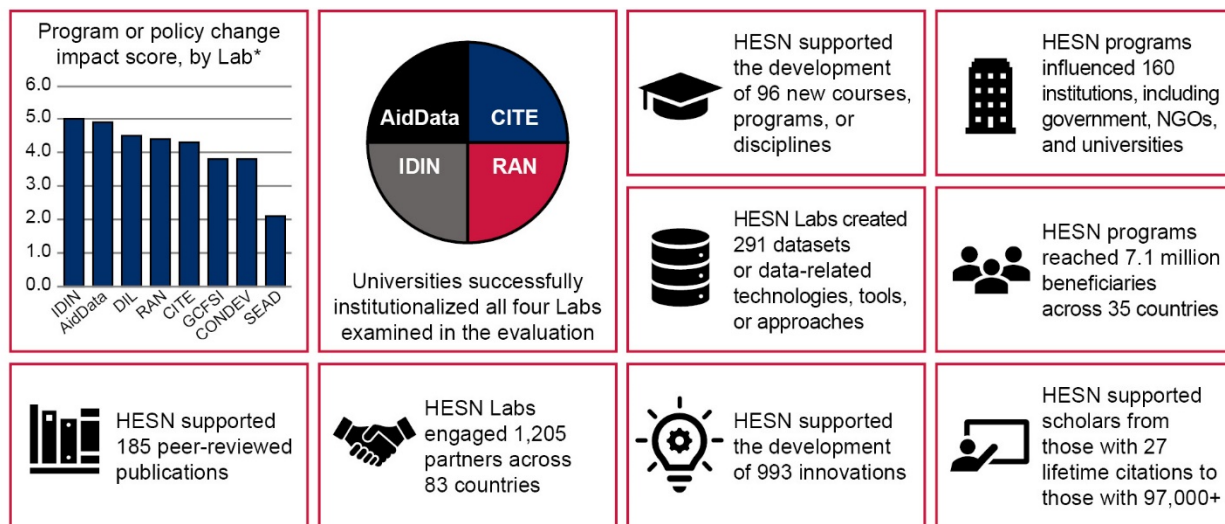 Program or policy change
impact score, by Lab*
6.0
5.0
4.0
3.0
2.0
1.0
0.0
IDIN
AidData
DIL
RAN
CITE
GCFSI
CONDEV
SEAD
AidData
CITE
IDIN
RAN
Universities successfully
institutionalized all four Labs
examined in the evaluation
HESN supported
the development
of 96 new courses,
programs, or
disciplines
HESN programs
influenced 160
institutions, including
government, NGOs,
and universities
HESN Labs created
291 datasets
or data-related
technologies, tools,
or approaches
HESN programs
reached 7.1 million
beneficiaries
across 35 countries
HESN supported
185 peer-reviewed
publications
HESN Labs
engaged 1,205
partners across
83 countries
HESN supported
the development
of 993 innovations
HESN supported
scholars from
those with 27
lifetime citations to
those with 97,000+